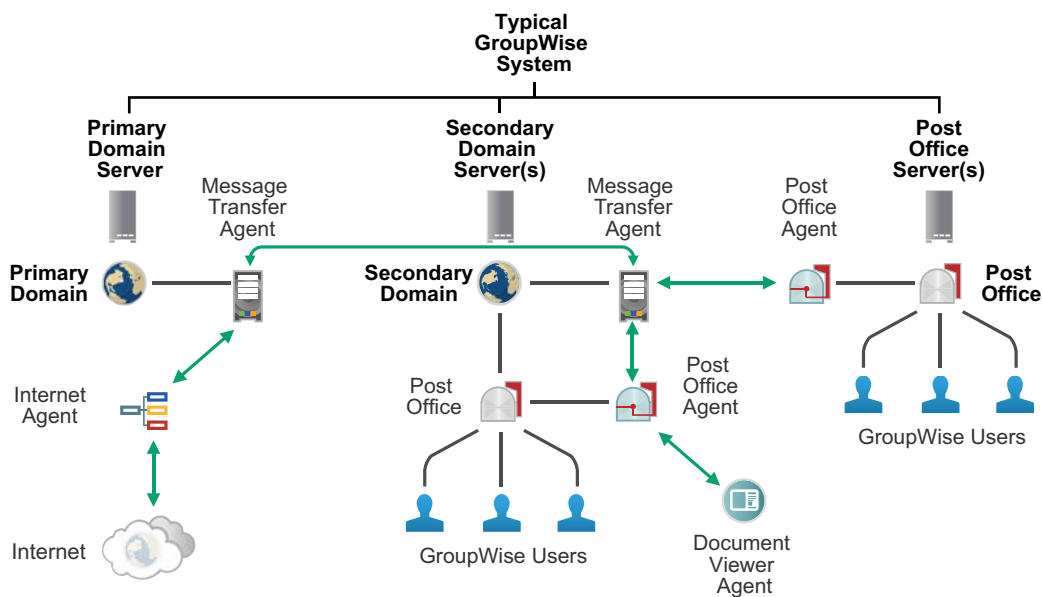 Typical
GroupWise
System
Primary
Domain
Server
Secondary
Domain
Server(s)
Post
Office
Server(s)
Message
Transfer
Agent
Message
Transfer
Agent
Post
Office
Agent
Primary
Domain
Secondary
Domain
Post
Office
Internet
Agent
Post
Office
Post
Office
Agent
GroupWise Users
Internet
GroupWise Users
Document
Viewer
Agent